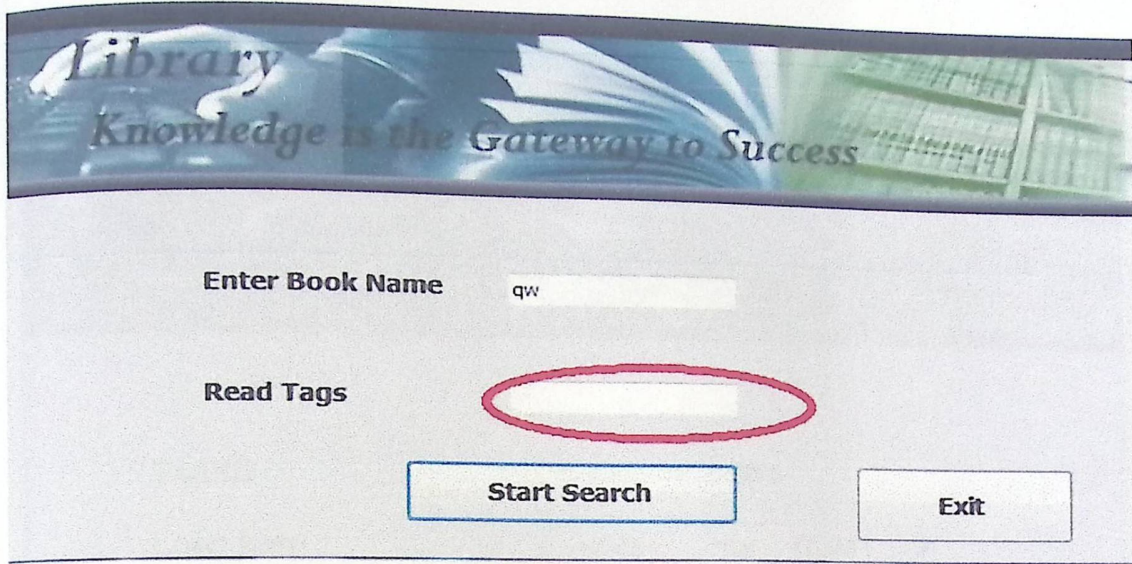 Library
Knowledge is the Gateway to Success
Enter Book Name
qw
Read Tags
Start Search
Exit